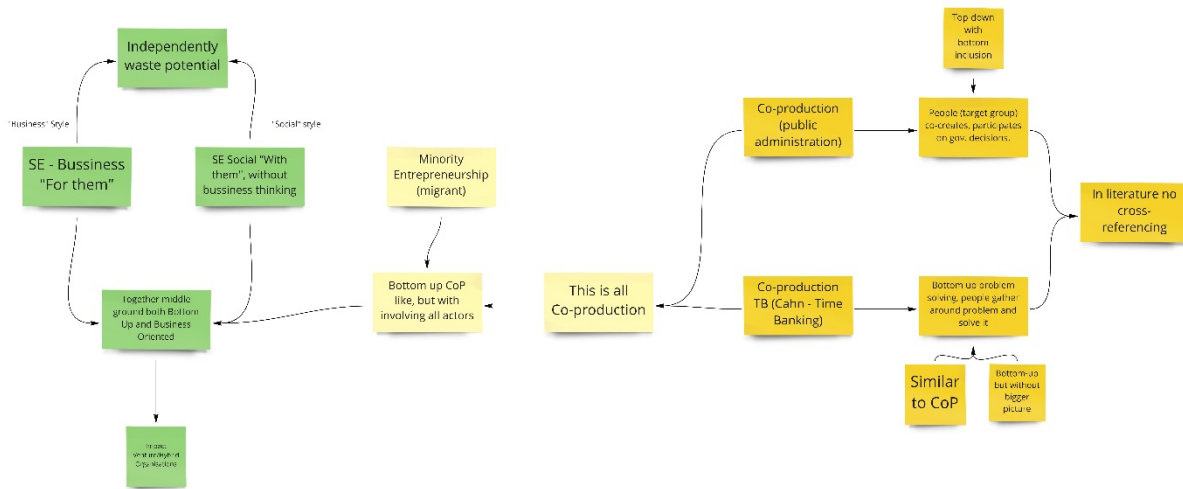 Independently
waste potential
"Business" Style
"Social" style
SE - Bussiness
"For them"
SE Social "With
them", without
bussiness thinking
Together middle
ground both Bottom
Up and Business
Oriented
Impact
Venture/Hybrid
Organisations
Minority
Entrepreneurship
(migrant)
Bottom up CoP
like, but with
involving all actors
This is all
Co-production
Top down
with
bottom
inclusion
Co-production
(public
administration)
People (target group)
co-creates, participates
on gov. decisions.
In literature no
cross-
referencing
Co-production
TB (Cahn - Time
Banking)
Bottom up problem
solving, people gather
around problem and
solve it
Similar
to CoP
Bottom-up
but without
bigger
picture